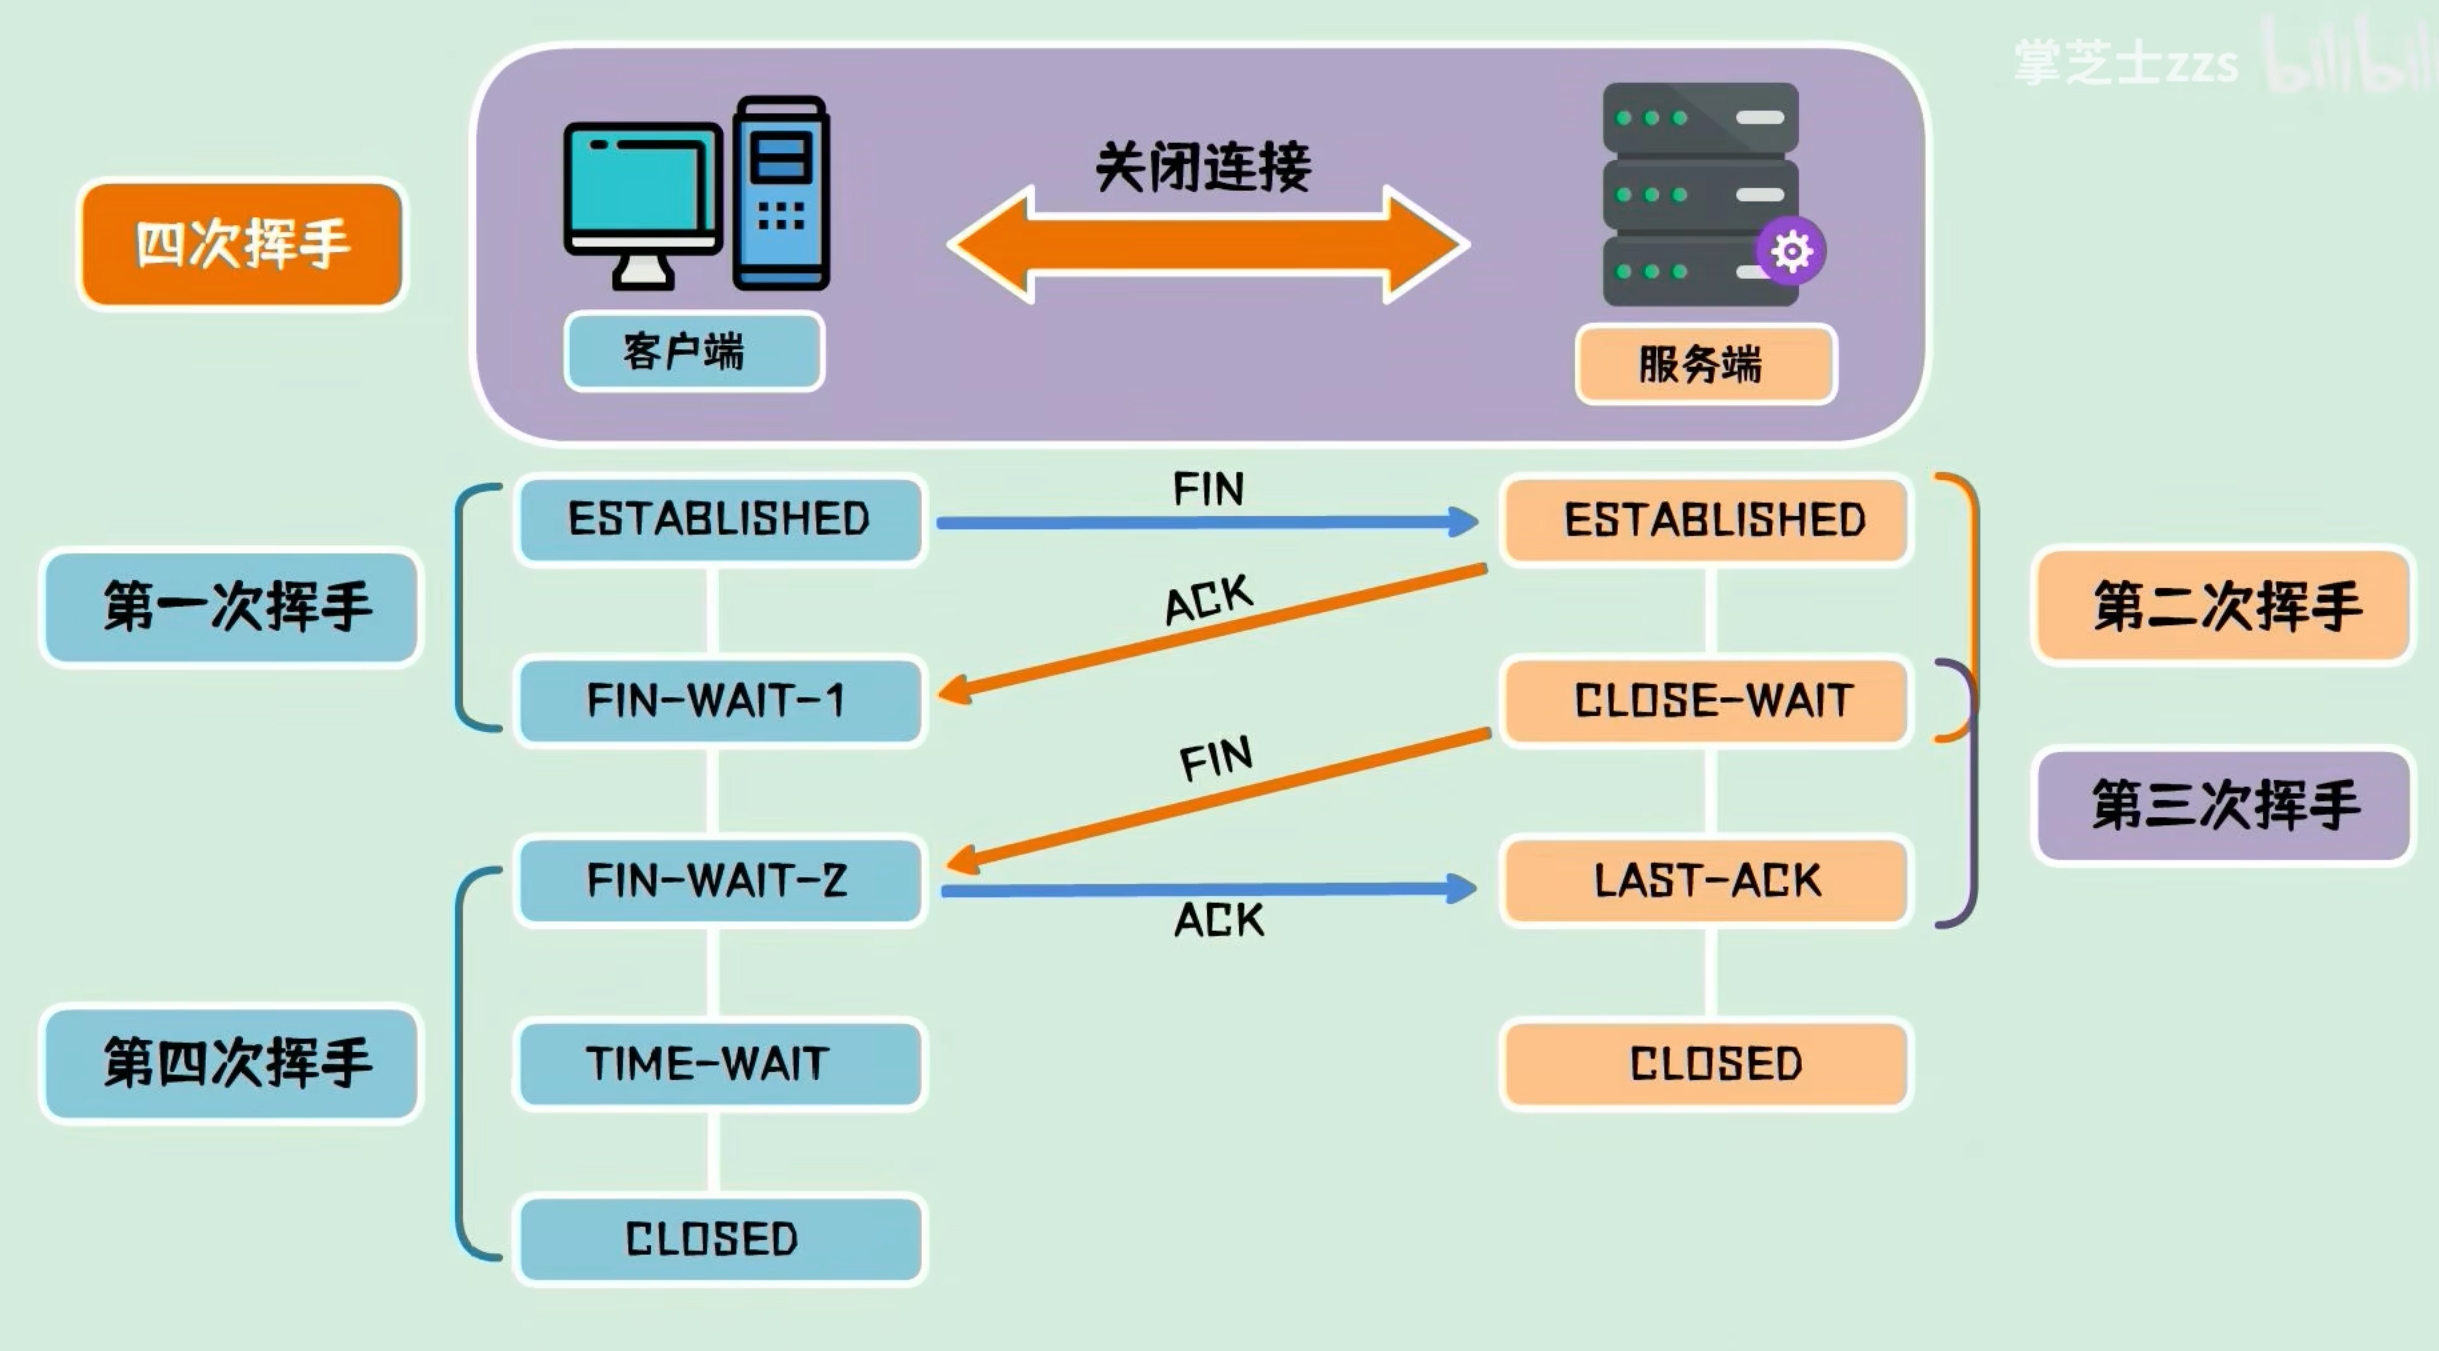 掌芝士zzs bilibili
四次挥手
关闭连接
客户端
服务端
ESTABLISHED
FIN
ESTABLISHED
第一次挥手
ACK
第二次挥手
FIN-WAIT-1
CLOSE-WAIT
FIN
第三次挥手
FIN-WAIT-2
LAST-ACK
ACK
第四次挥手
TIME-WAIT
CLOSED
CLOSED